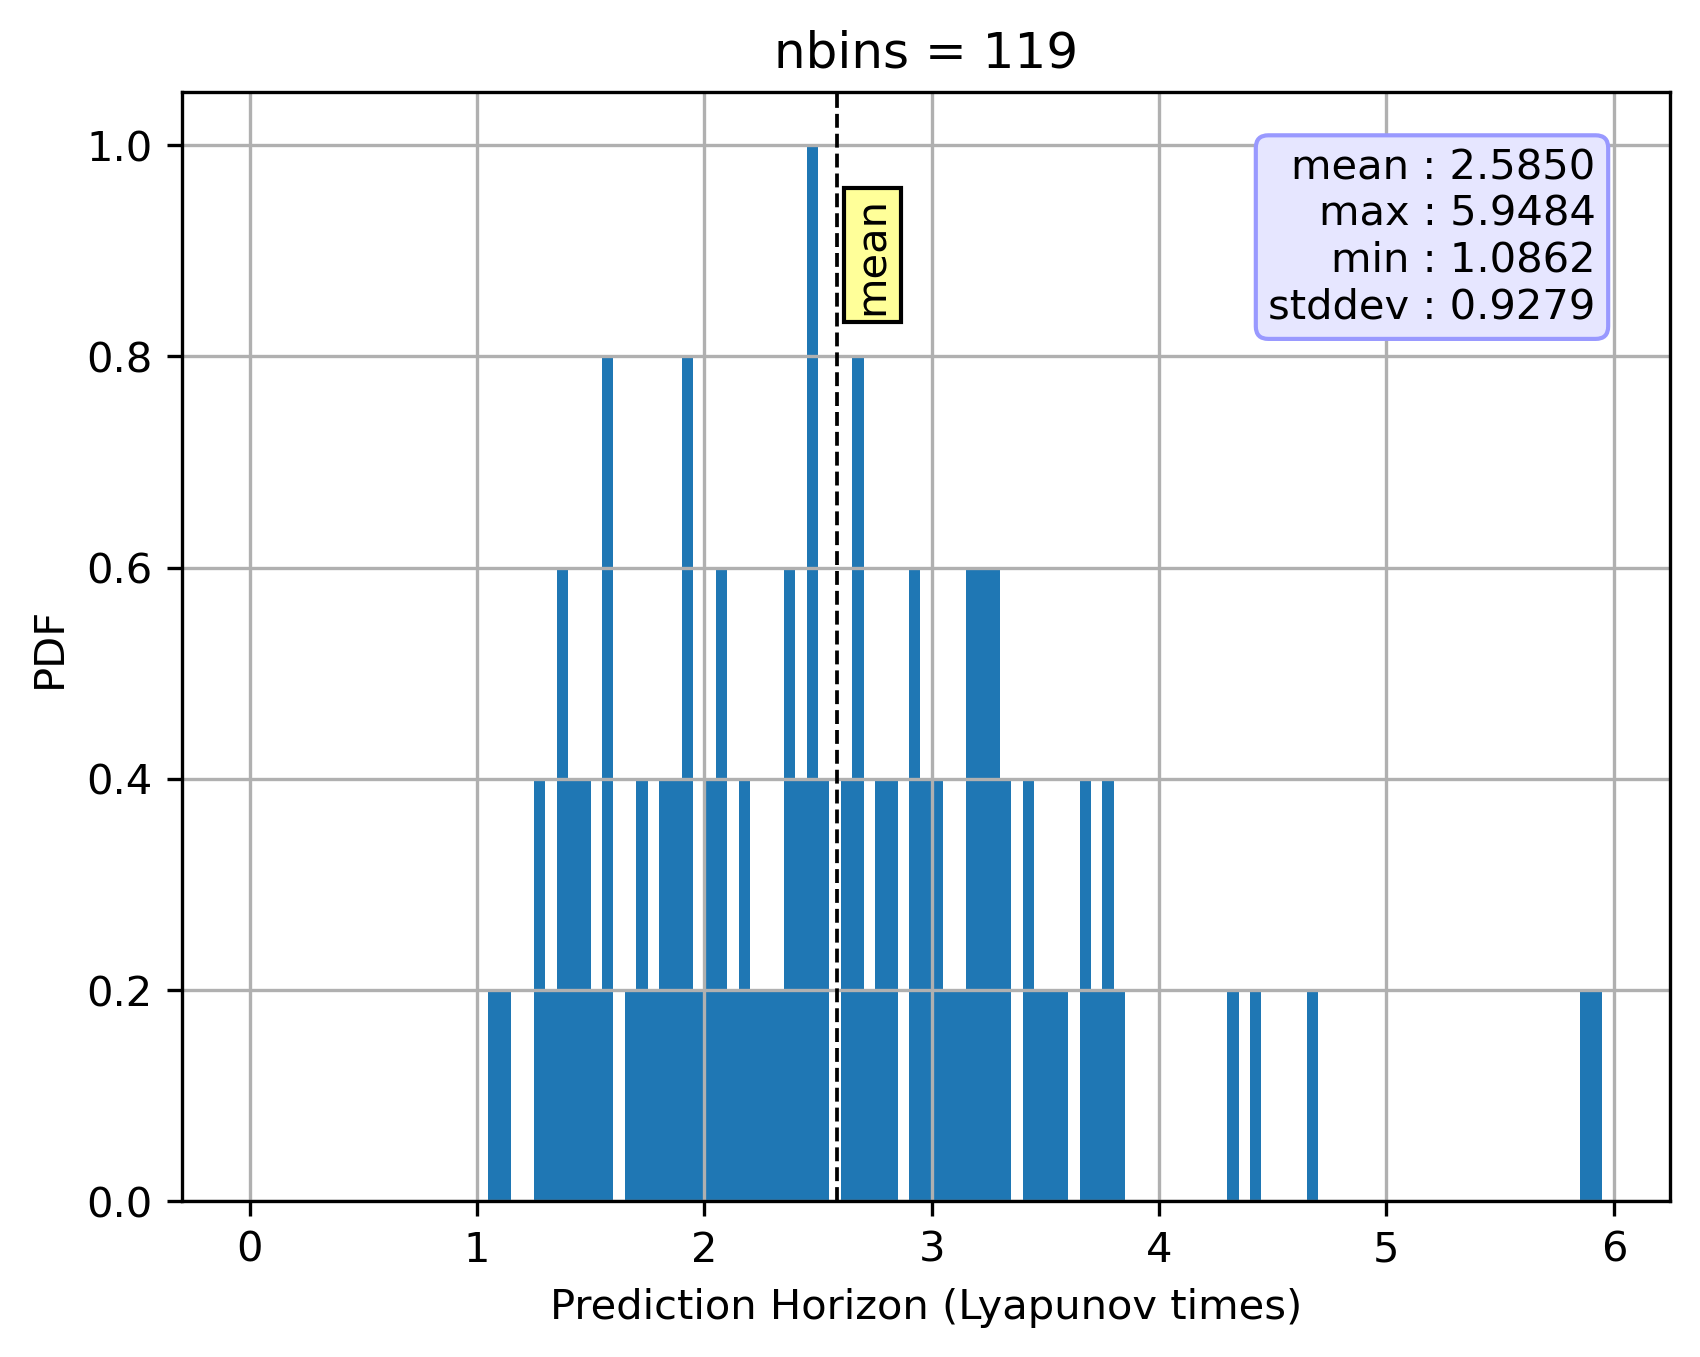 nbins = 119
1.0
0.8
0.6
0.4
0.2
0.0
PDF
mean
mean : 2.5850
max : 5.9484
min : 1.0862
stddev : 0.9279
0 1 2 3 4 5 6
Prediction Horizon (Lyapunov times)